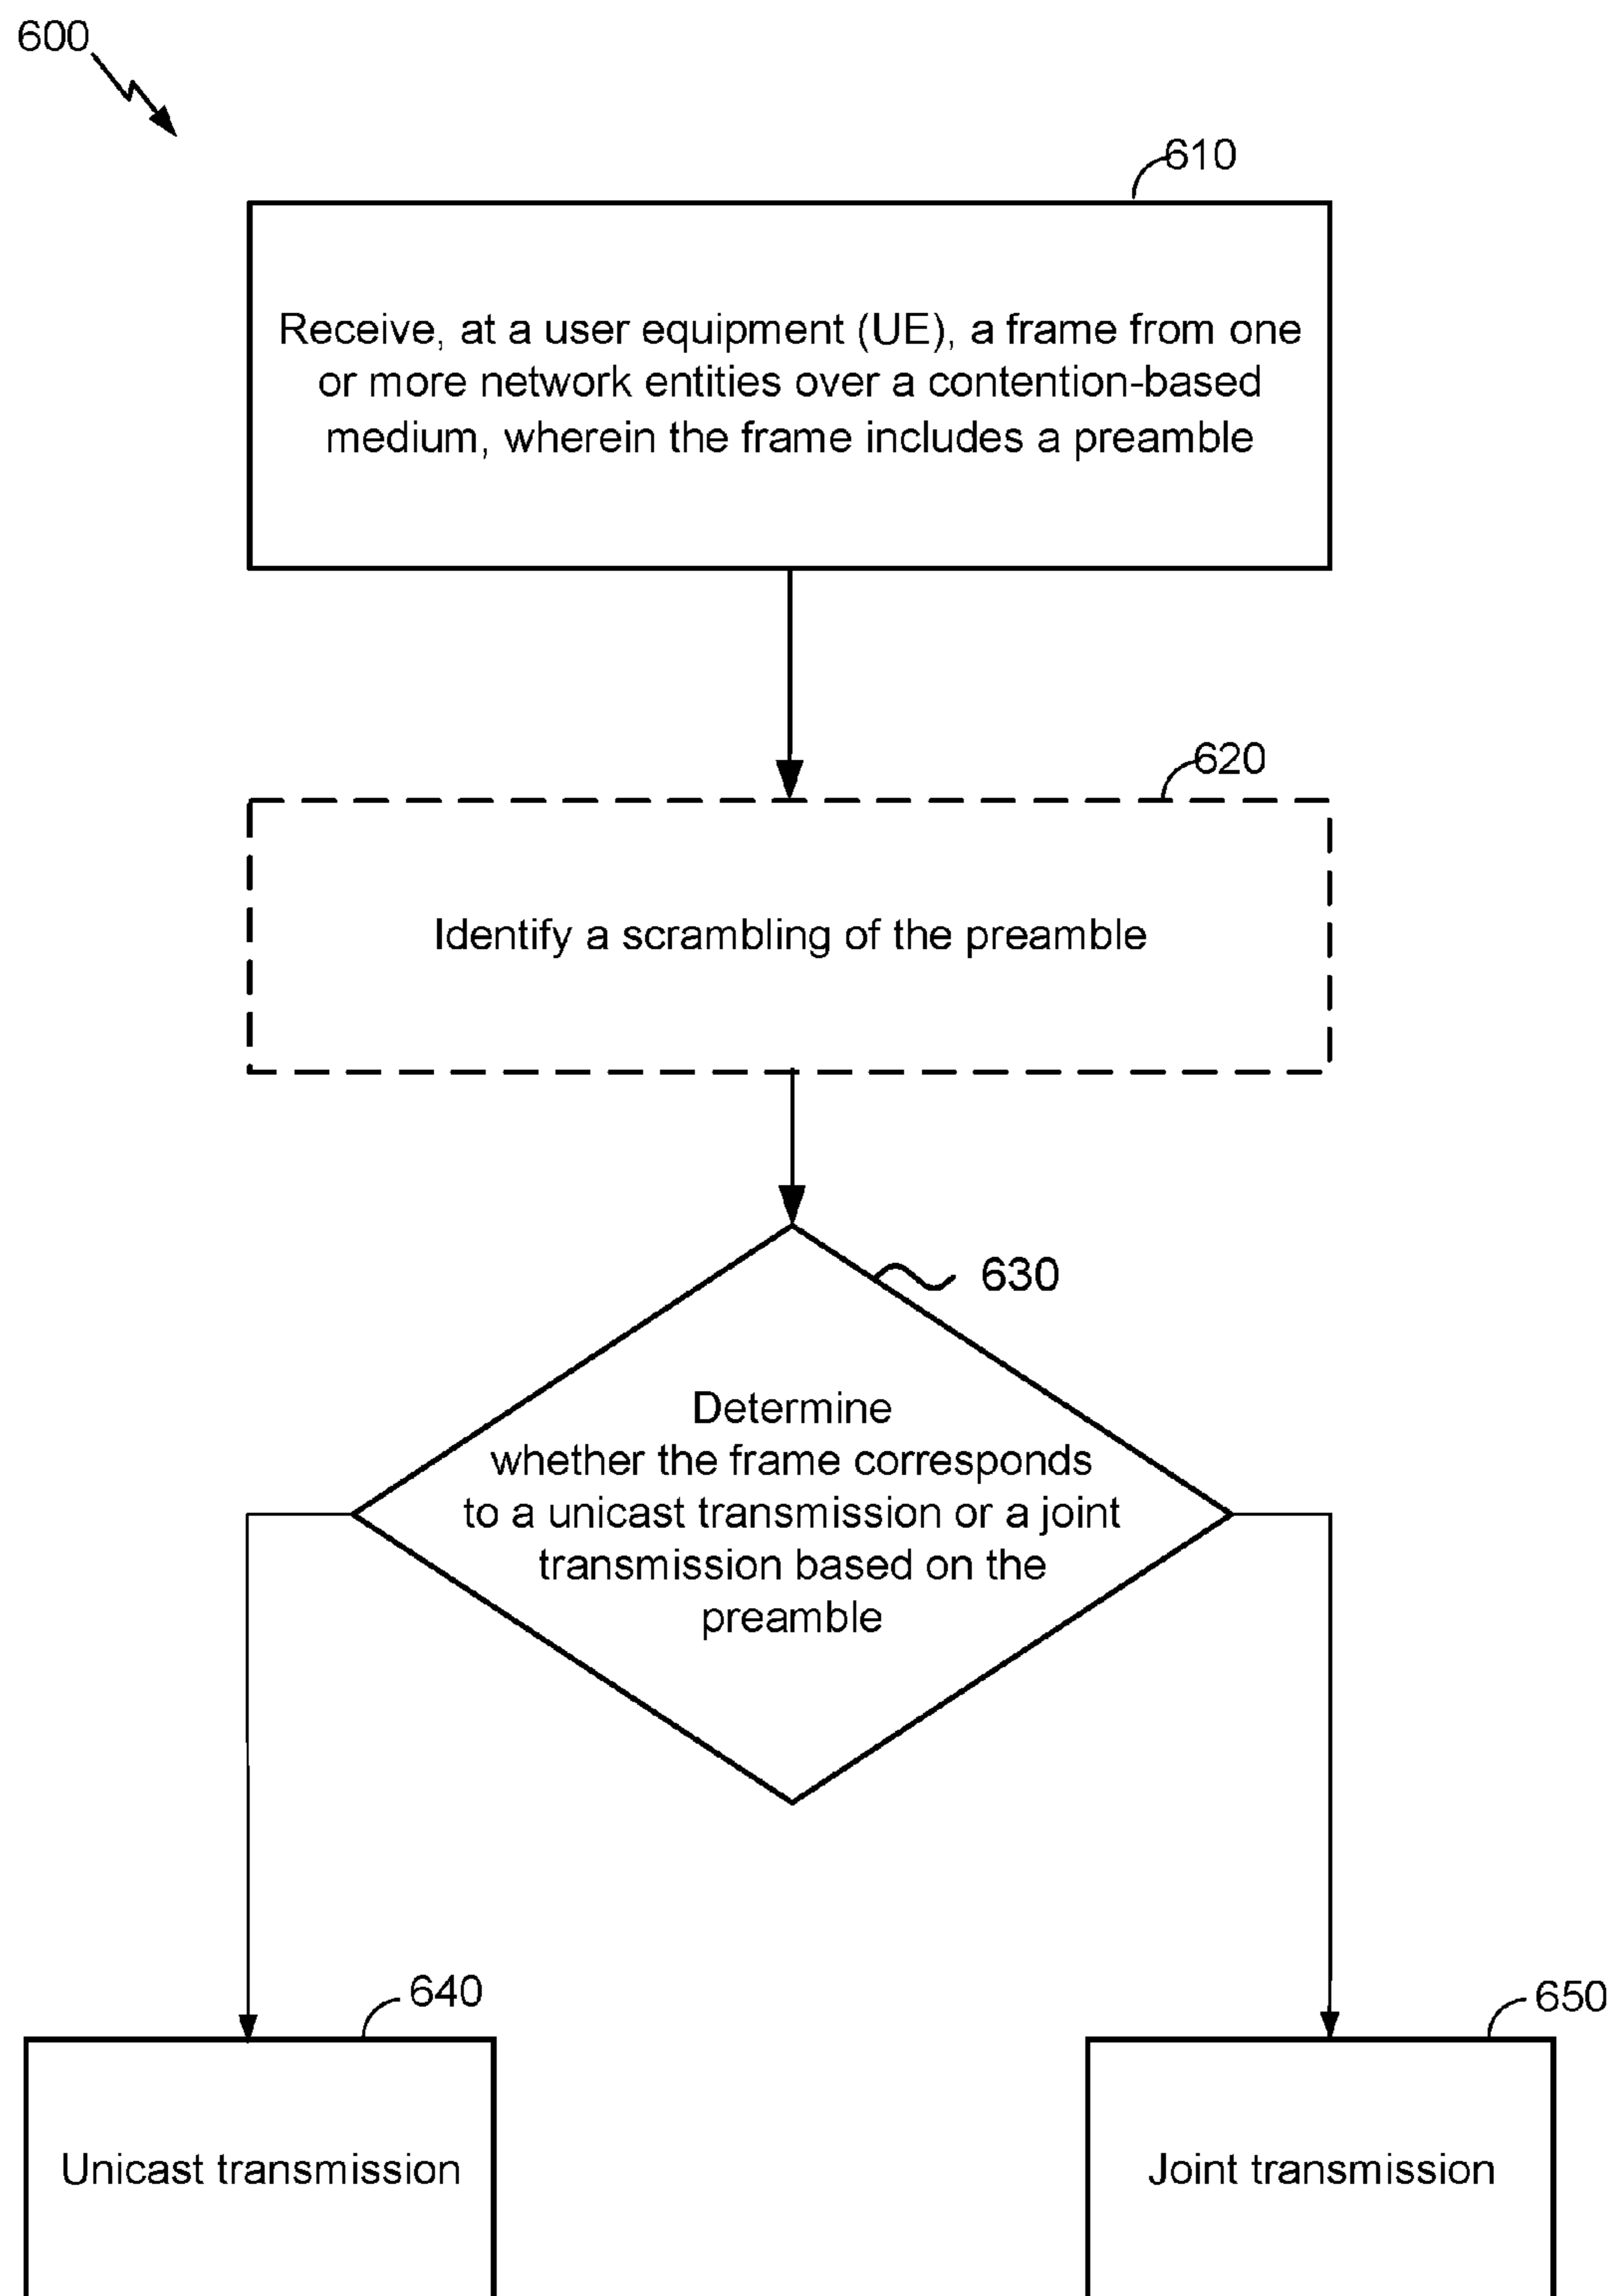 600
610
Receive, at a user equipment (UE), a frame from one
or more network entities over a contention-based
medium, wherein the frame includes a preamble
620
Identify a scrambling of the preamble
630
Determine
whether the frame corresponds
to a unicast transmission or a joint
transmission based on the
preamble
640
Unicast transmission
650
Joint transmission